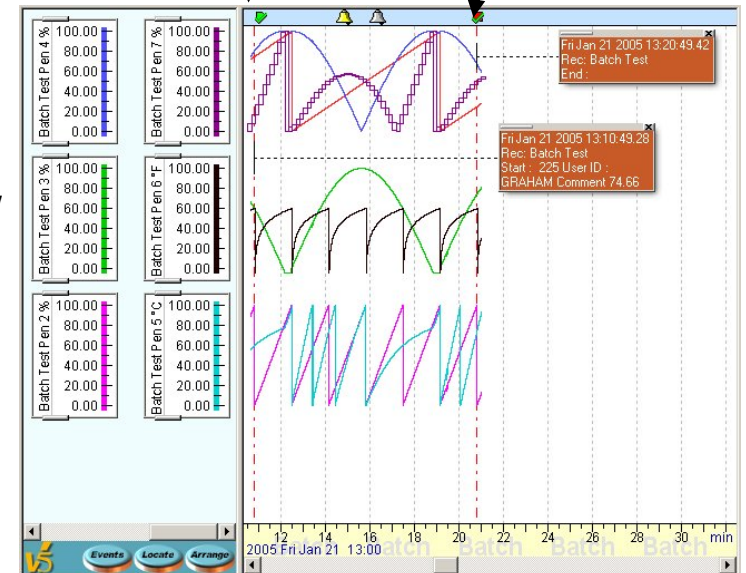 Batch Test Pen 4 %
100.00
80.00
60.00
40.00
20.00
0.00
Batch Test Pen 7 %
100.00
80.00
60.00
40.00
20.00
0.00
Batch Test Pen 3 %
100.00
80.00
60.00
40.00
20.00
0.00
Batch Test Pen 6 °F
100.00
80.00
60.00
40.00
20.00
0.00
Batch Test Pen 2 %
100.00
80.00
60.00
40.00
20.00
0.00
Batch Test Pen 5 °C
100.00
80.00
60.00
40.00
20.00
0.00
Fri Jan 21 2005 13:20:49.42
Rec: Batch Test
End :
Fri Jan 21 2005 13:10:49.28
Rec: Batch Test
Start : 225 User ID :
GRAHAM Comment 74.66
10 12 14 16 18 20 22 24 26 28 30 min
2005 Fri Jan 21 13:00
Batch Batch Batch Batch
v5 Events Locate Arrange